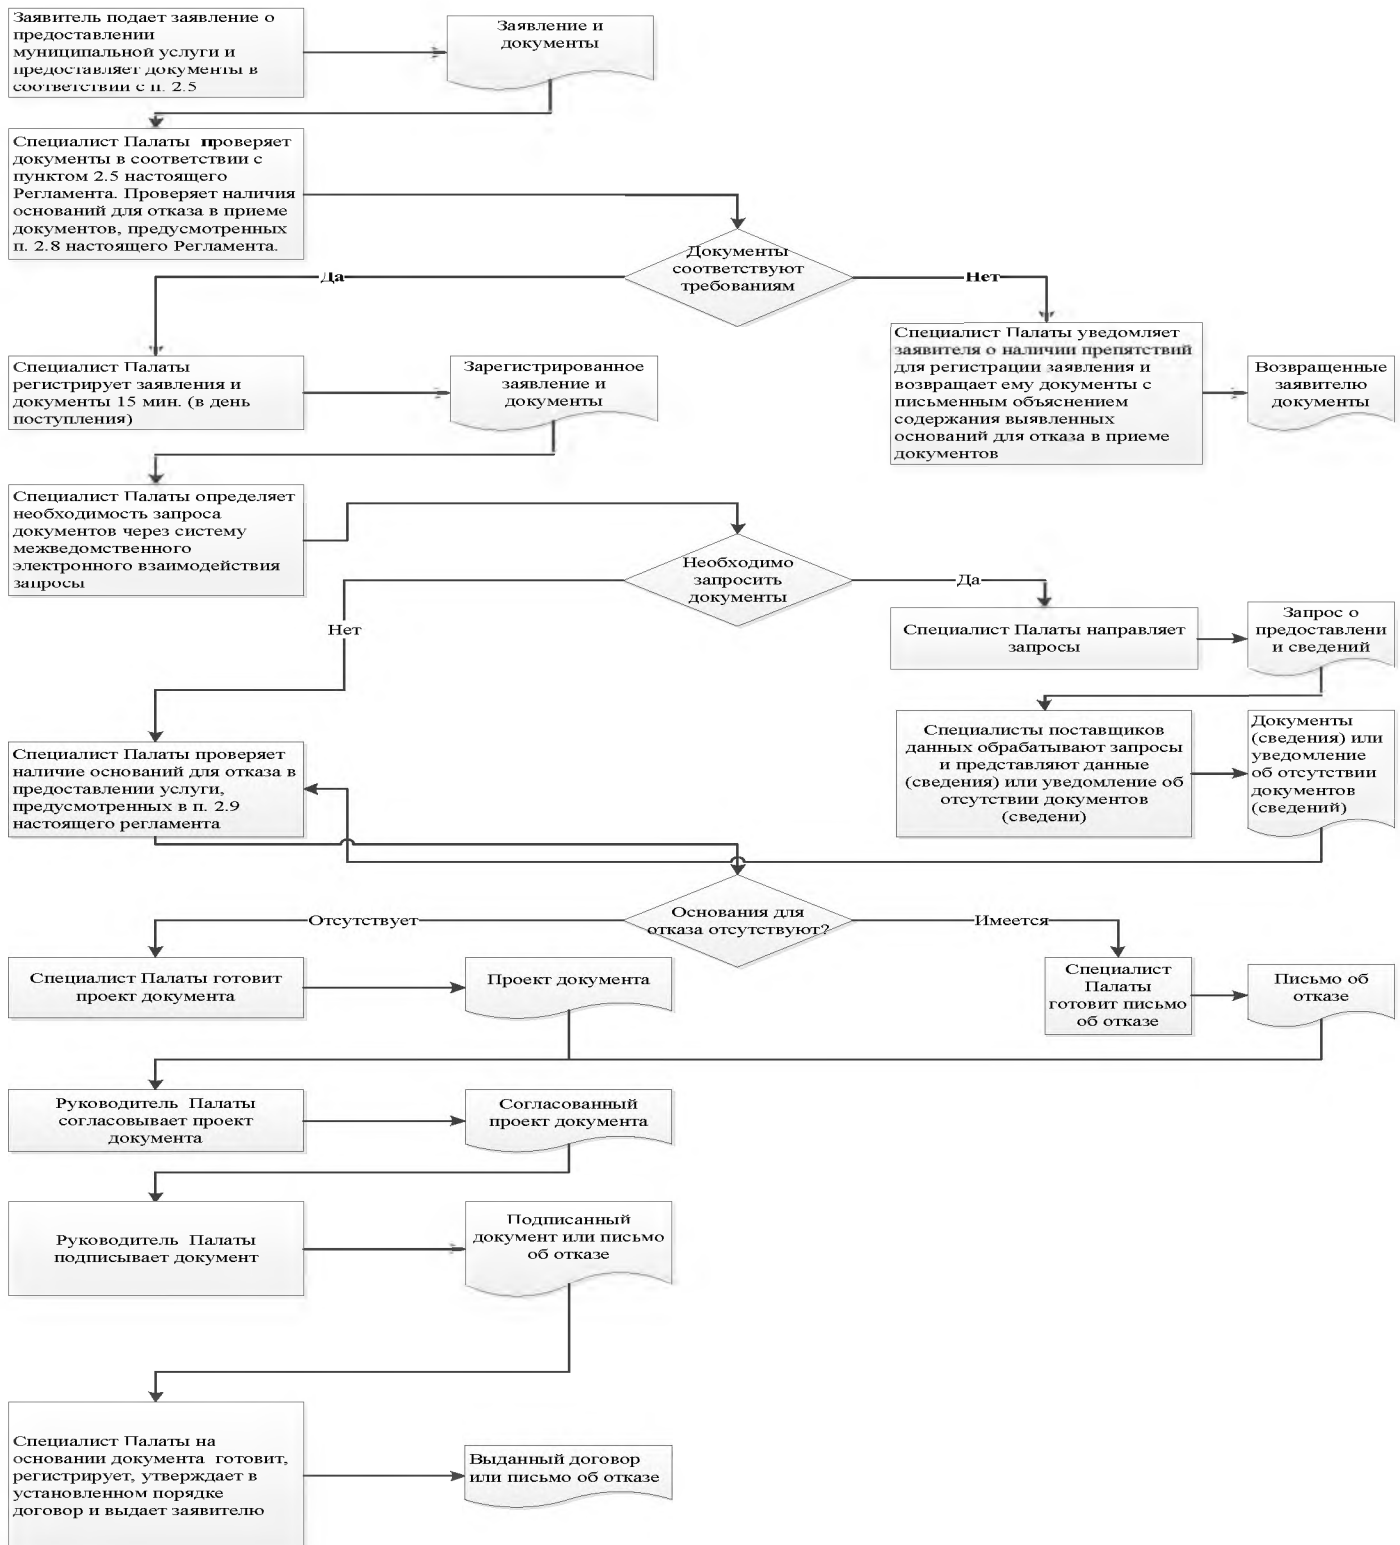 Заявитель подает заявление о
предоставлении
муниципальной услуги и
предоставляет документы в
соответствии с п. 2.5
Заявление и
документы
Специалист Палаты проверяет
документы в соответствии с
пунктом 2.5 настоящего
Регламента. Проверяет наличия
оснований для отказа в приеме
документов, предусмотренных
п. 2.8 настоящего Регламента.
Документы
соответствуют
требованиям
Да
Нет
Специалист Палаты
регистрирует заявления и
документы 15 мин. (в день
поступления)
Зарегистрированное
заявление и
документы
Специалист Палаты уведомляет
заявителя о наличии препятствий
для регистрации заявления и
возвращает ему документы с
письменным объяснением
содержания выявленных
оснований для отказа в приеме
документов
Возвращенные
заявителю
документы
Специалист Палаты определяет
необходимость запроса
документов через систему
межведомственного
электронного взаимодействия
запросы
Необходимо
запросить
документы
Да
Нет
Специалист Палаты направляет
запросы
Запрос о
предоставлени
и сведений
Специалисты поставщиков
данных обрабатывают запросы
и представляют данные
(сведения) или уведомление об
отсутствии документов
(сведени)
Документы
(сведения) или
уведомление
об отсутствии
документов
(сведений)
Специалист Палаты проверяет
наличие оснований для отказа в
предоставлении услуги,
предусмотренных в п. 2.9
настоящего регламента
Основания для
отказа отсутствуют?
Отсутствует
Имеется
Специалист Палаты готовит
проект документа
Проект документа
Специалист
Палаты
готовит письмо
об отказе
Письмо об
отказе
Руководитель Палаты
согласовывает проект
документа
Согласованный
проект документа
Руководитель Палаты
подписывает документ
Подписанный
документ или письмо
об отказе
Специалист Палаты на
основании документа готовит,
регистрирует, утверждает в
установленном порядке
договор и выдает заявителю
Выданный договор
или письмо об отказе